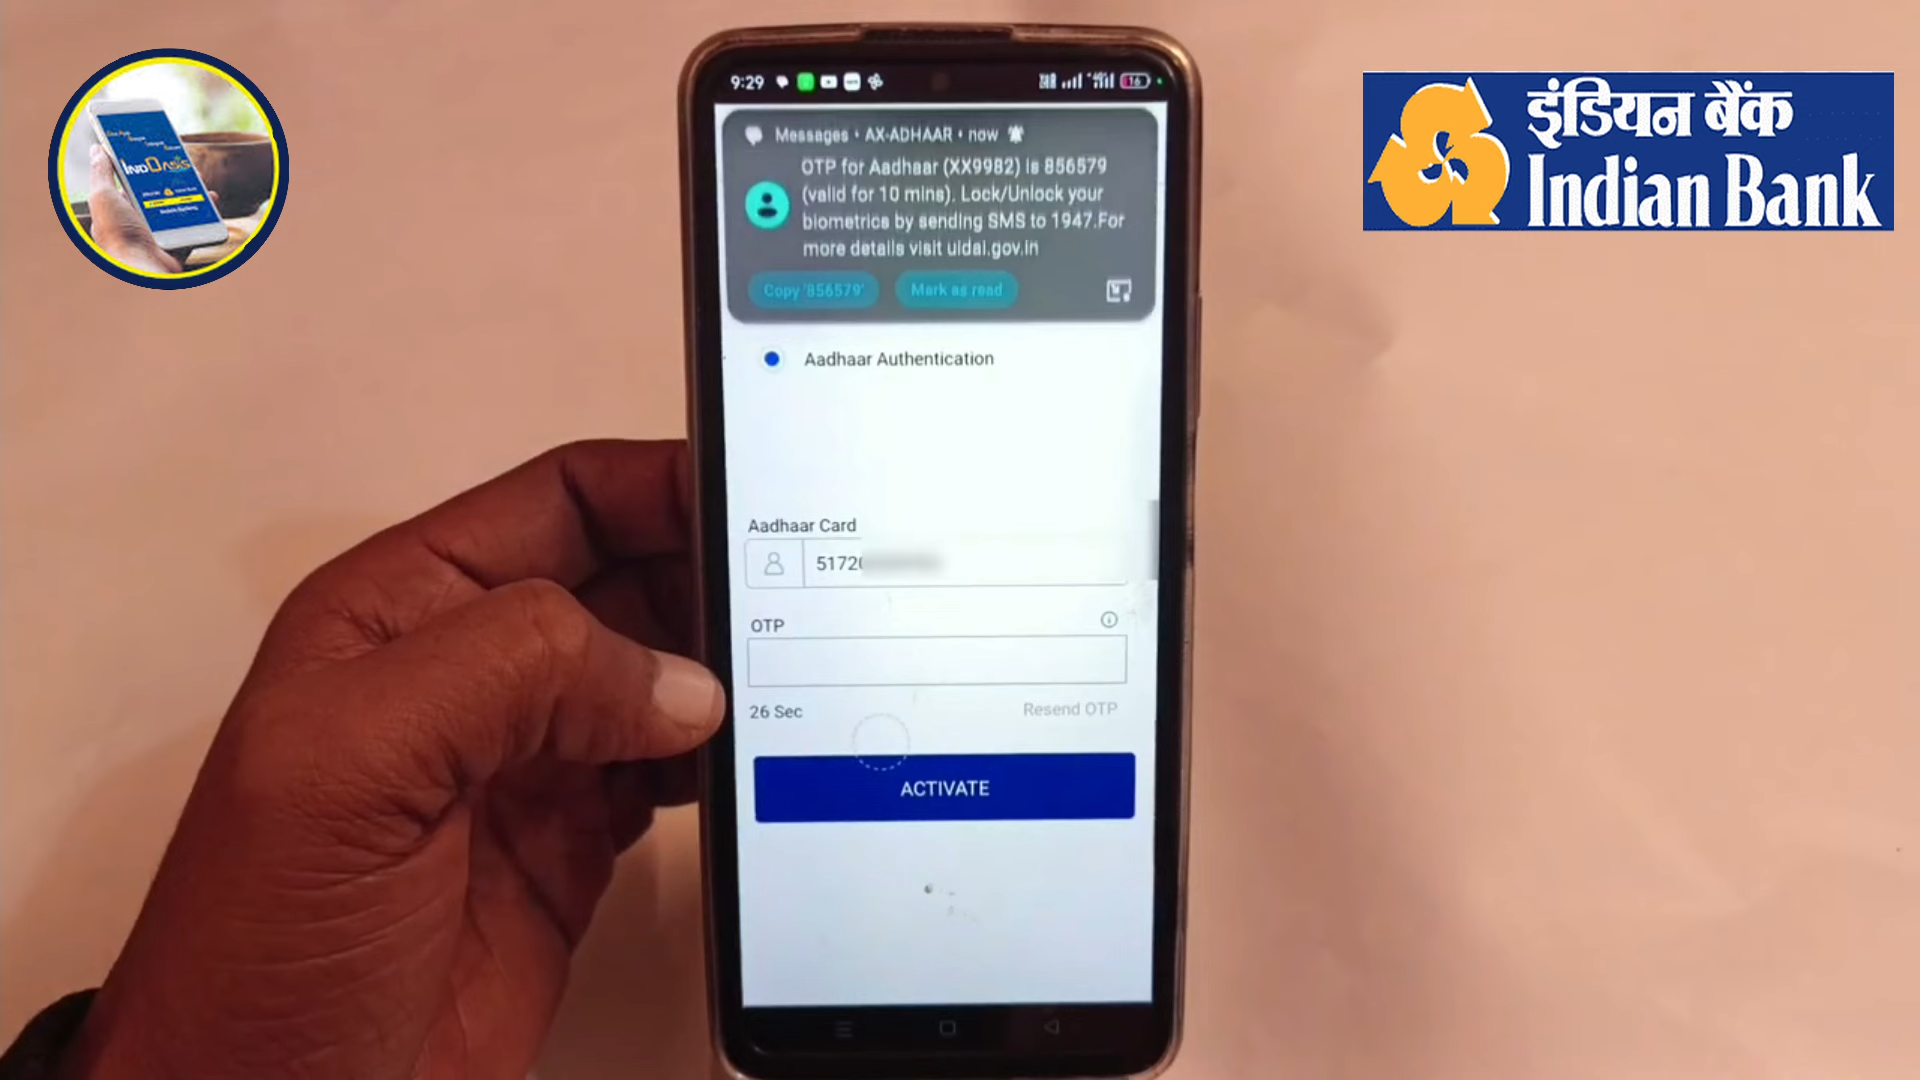 INDOASIS
इंडियन बैंक
Indian Bank
9:29
16
Messages • AX-ADHAAR • now
OTP for Aadhaar (XX9982) is 856579
(valid for 10 mins). Lock/Unlock your
biometrics by sending SMS to 1947.For
more details visit uidai.gov.in
Copy '856579'
Mark as read
Aadhaar Authentication
Aadhaar Card
5172
OTP
26 Sec
Resend OTP
ACTIVATE